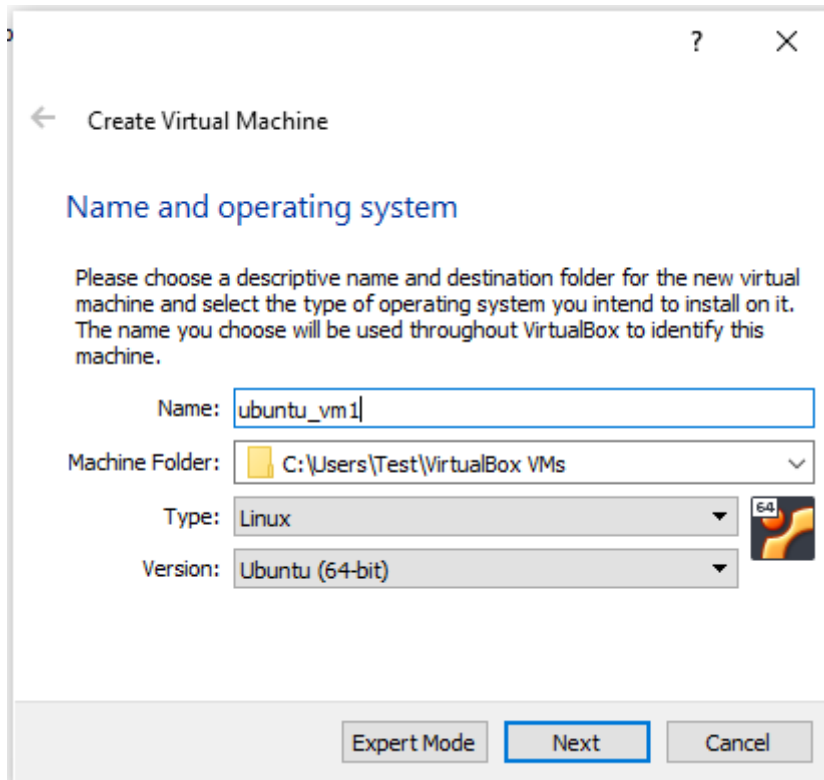 ?
Create Virtual Machine
Name and operating system
Please choose a descriptive name and destination folder for the new virtual
machine and select the type of operating system you intend to install on it.
The name you choose will be used throughout VirtualBox to identify this
machine.
Name: ubuntu_vm1
Machine Folder: C:\Users\Test\VirtualBox VMs
Type: Linux
64
Version: Ubuntu (64-bit)
Expert Mode Next Cancel